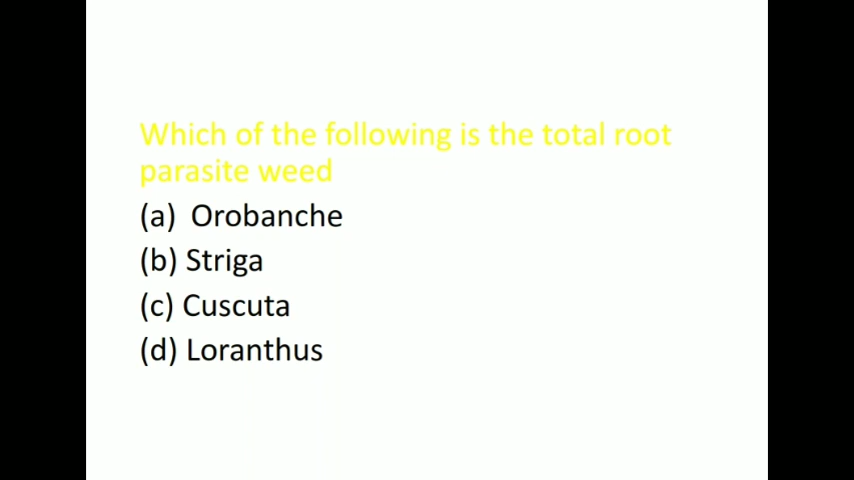 Which of the following is the total root
parasite weed
(a) Orobanche
(b) Striga
(c) Cuscuta
(d) Loranthus